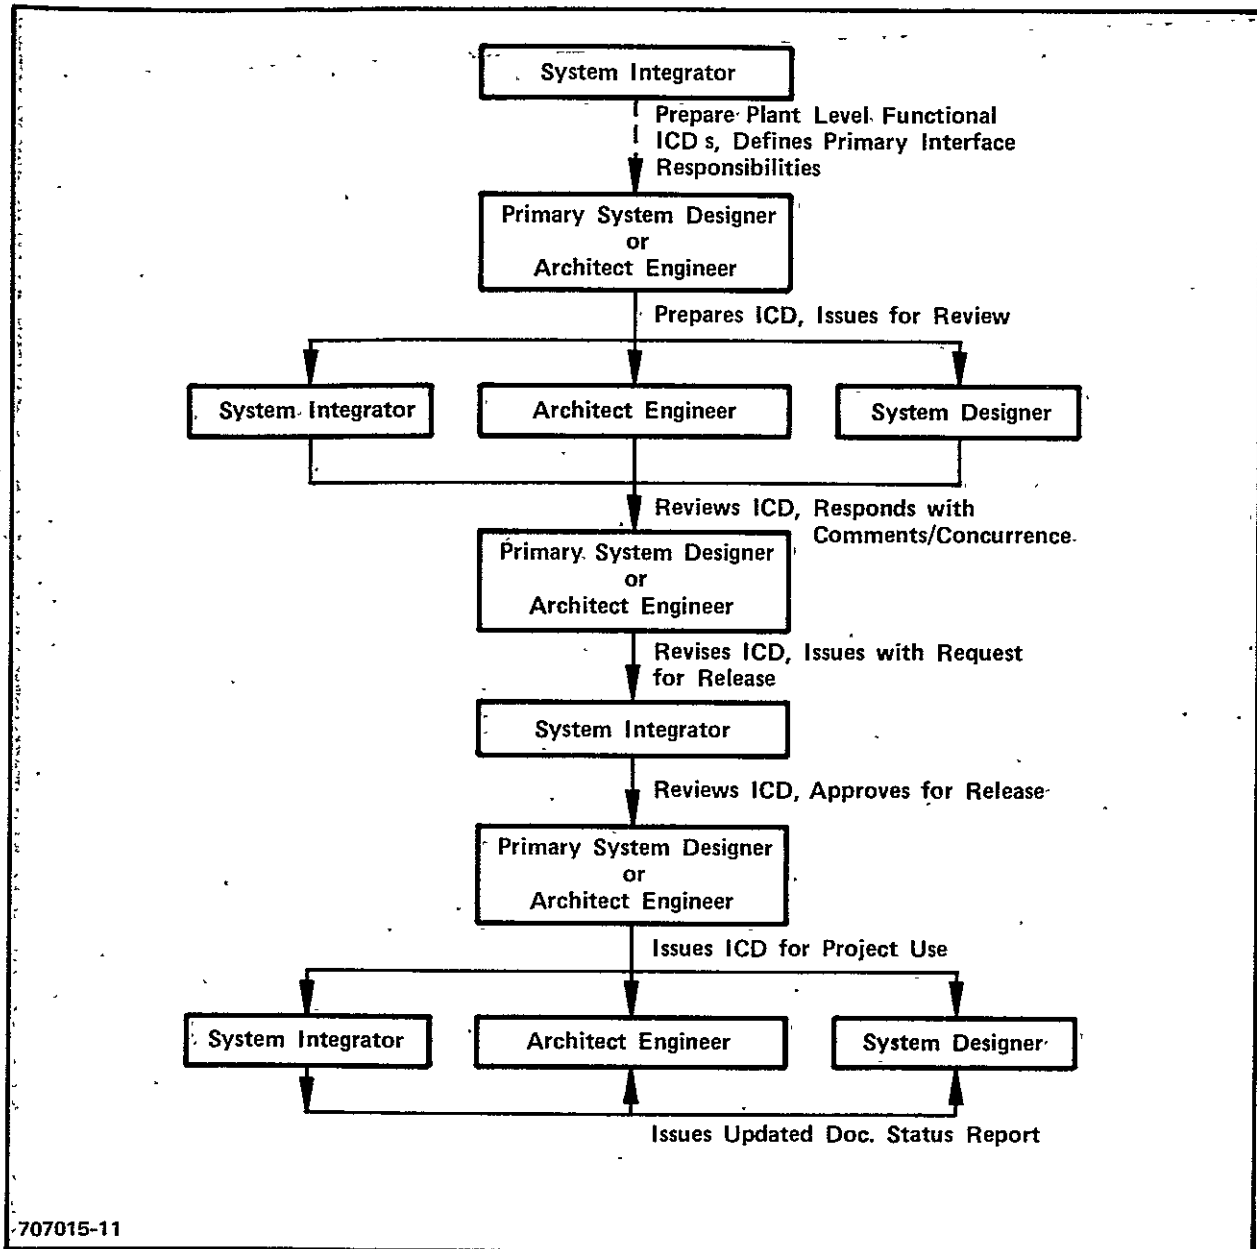 System Integrator
Prepare Plant Level Functional
ICD s, Defines Primary Interface
Responsibilities
Primary System Designer
or
Architect Engineer
Prepares ICD, Issues for Review
System Integrator
Architect Engineer
System Designer
Reviews ICD, Responds with
Comments/Concurrence
Primary System Designer
or
Architect Engineer
Revises ICD, Issues with Request
for Release
System Integrator
Reviews ICD, Approves for Release
Primary System Designer
or
Architect Engineer
Issues ICD for Project Use
System Integrator
Architect Engineer
System Designer
Issues Updated Doc. Status Report
707015-11